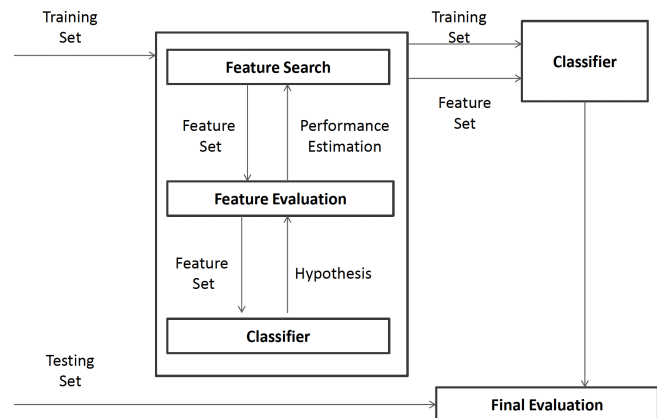 Training
Set
Training
Set
Feature Search
Classifier
Feature
Set
Feature
Set
Performance
Estimation
Feature Evaluation
Feature
Set
Hypothesis
Classifier
Testing
Set
Final Evaluation